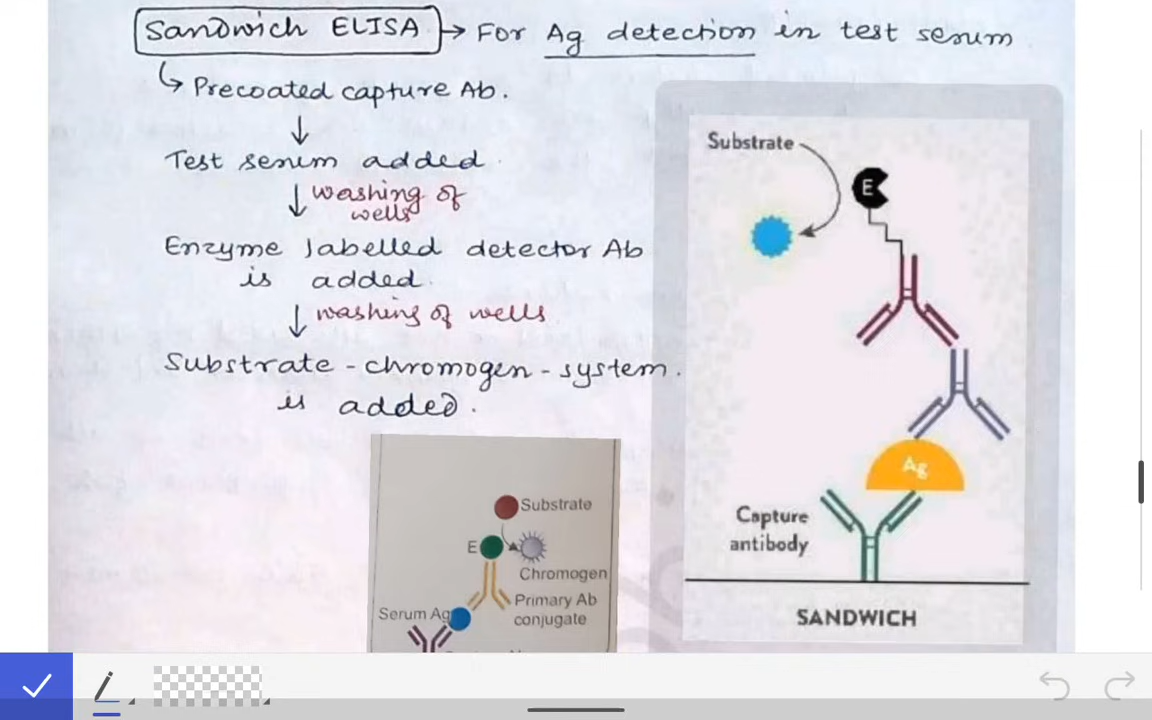 Sandwich ELISA → For Ag detection in test serum
↳ Precoated capture Ab.
↓
Test serum added
↓ washing of
wells
Enzyme labelled detector Ab
is added.
↓ washing of wells
Substrate - chromogen - system.
is added.
Substrate
E
Chromogen
Primary Ab
conjugate
Serum Ag
Substrate
E
Ag
Capture
antibody
SANDWICH